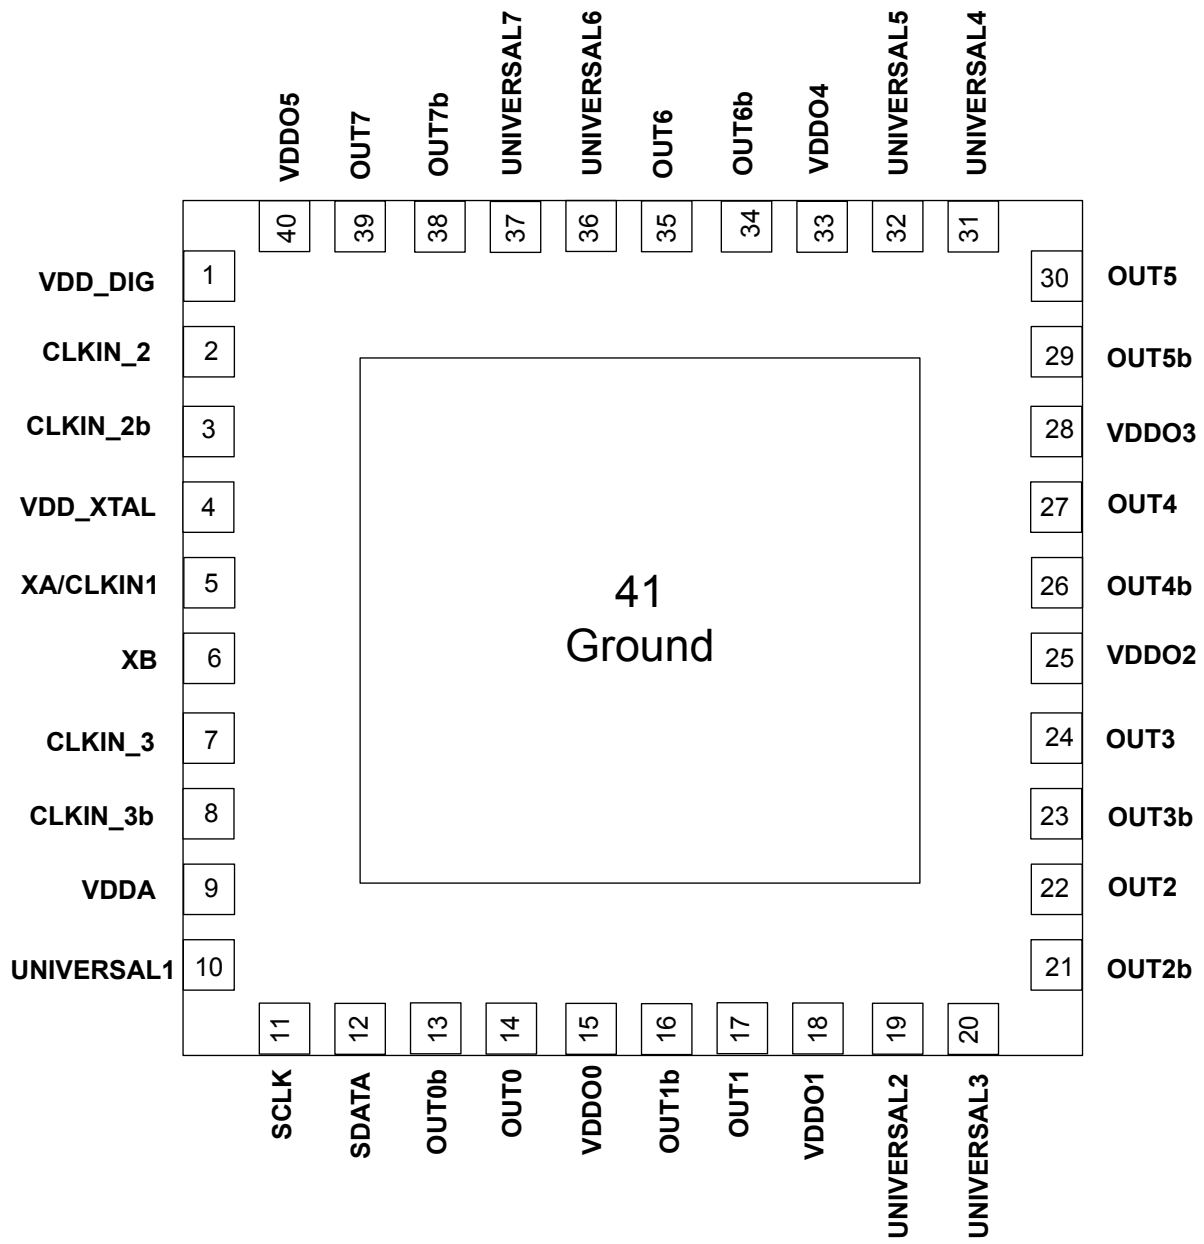 VDDO5
OUT7
OUT7b
UNIVERSAL7
UNIVERSAL6
OUT6
OUT6b
VDDO4
UNIVERSAL5
UNIVERSAL4
40
39
38
37
36
35
34
33
32
31
VDD_DIG
1
CLKIN_2
2
CLKIN_2b
3
VDD_XTAL
4
XA/CLKIN1
5
XB
6
CLKIN_3
7
CLKIN_3b
8
VDDA
9
UNIVERSAL1
10
41
Ground
30
OUT5
29
OUT5b
28
VDDO3
27
OUT4
26
OUT4b
25
VDDO2
24
OUT3
23
OUT3b
22
OUT2
21
OUT2b
11
12
13
14
15
16
17
18
19
20
SCLK
SDATA
OUT0b
OUT0
VDDO0
OUT1b
OUT1
VDDO1
UNIVERSAL2
UNIVERSAL3